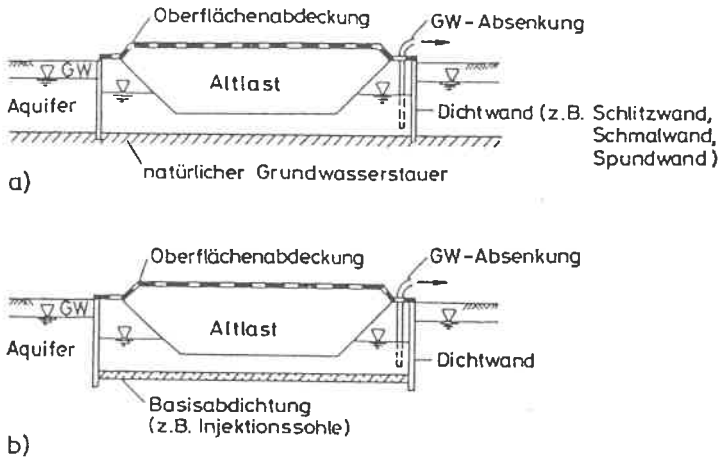 Oberflächenabdeckung
GW-Absenkung
GW
Altlast
Aquifer
Dichtwand (z.B. Schlitzwand,
Schmalwand,
Spundwand)
natürlicher Grundwasserstauer
a)
Oberflächenabdeckung
GW-Absenkung
GW
Altlast
Aquifer
Dichtwand
Basisabdichtung
(z.B. Injektionssohle)
b)